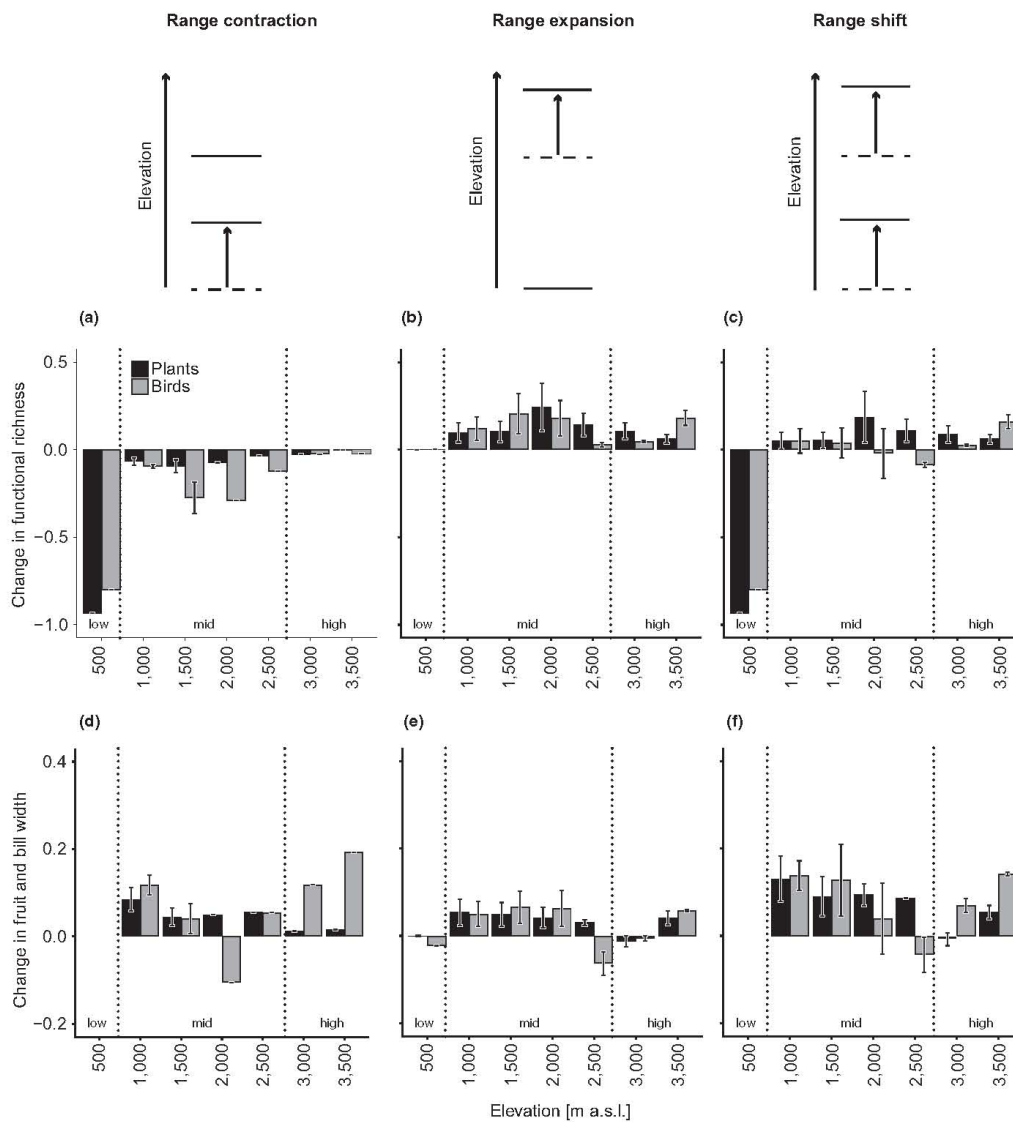 Range contraction Range expansion Range shift
Elevation Elevation Elevation
(a) (b) (c)
Change in functional richness
0.5
0.0
−0.5
−1.0
Plants
Birds
low mid high
mid high
low mid high
500 1,000 1,500 2,000 2,500 3,000 3,500
500 1,000 1,500 2,000 2,500 3,000 3,500
500 1,000 1,500 2,000 2,500 3,000 3,500
(d) (e) (f)
Change in fruit and bill width
0.4
0.2
0.0
−0.2
low mid high
low mid high
low mid high
500 1,000 1,500 2,000 2,500 3,000 3,500
500 1,000 1,500 2,000 2,500 3,000 3,500
500 1,000 1,500 2,000 2,500 3,000 3,500
Elevation [m a.s.l.]